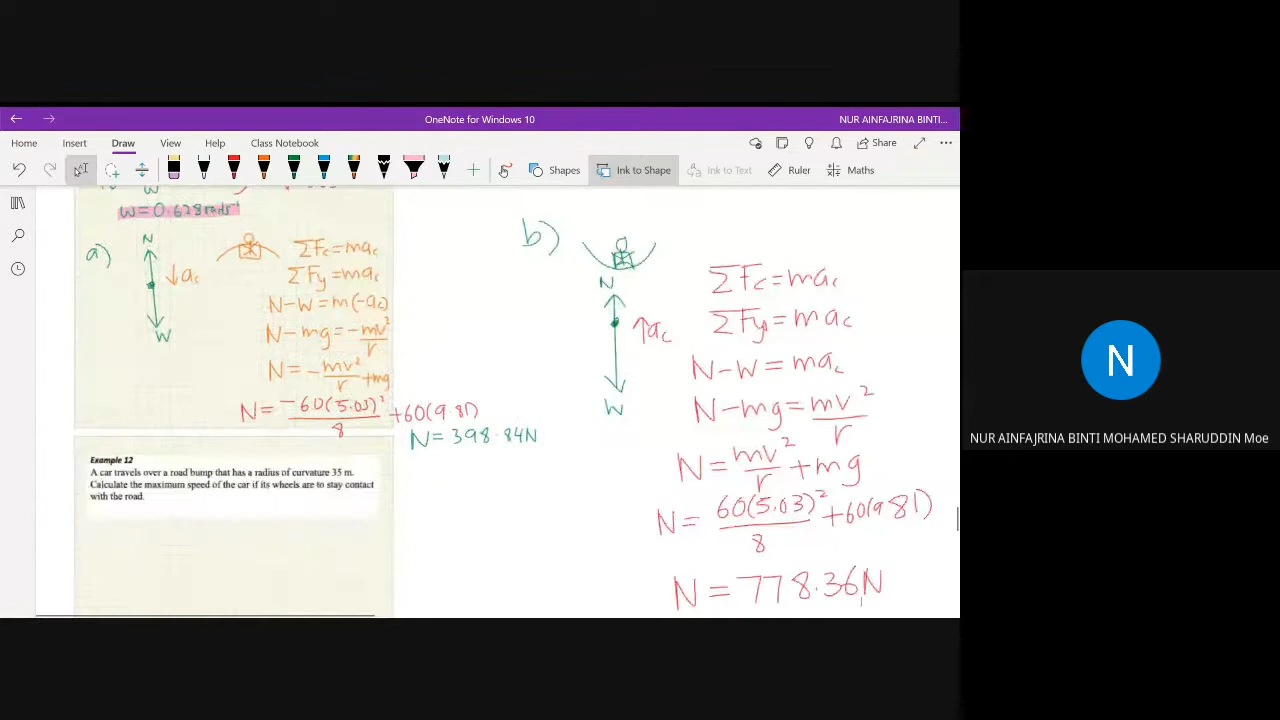 OneNote for Windows 10
NUR AINFAJRINA BINTI...
Home Insert Draw View Help Class Notebook Share
Shapes Ink to Shape Ink to Text Ruler Maths
W
ω = 0.628 rads⁻¹
a)
N
↓ac
W
ΣFc = mac
ΣFy = mac
N-W = m(-ac)
N-mg = -mv²/r
N = -mv²/r + mg
N = -60(5.03)²/8 + 60(9.81)
N = 398.84N
Example 12
A car travels over a road bump that has a radius of curvature 35 m.
Calculate the maximum speed of the car if its wheels are to stay contact
with the road.
b)
N
↑ac
W
ΣFc = mac
ΣFy = mac
N-W = mac
N-mg = mv²/r
N = mv²/r + mg
N = 60(5.03)²/8 + 60(9.81)
N = 778.36N
N
NUR AINFAJRINA BINTI MOHAMED SHARUDDIN Moe